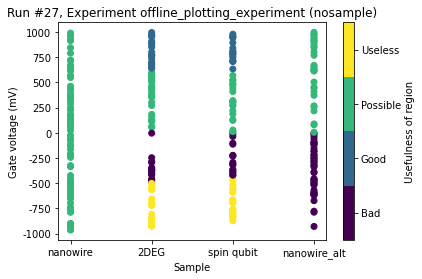 Run #27, Experiment offline_plotting_experiment (nosample)
1000
750
500
250
0
-250
-500
-750
-1000
Gate voltage (mV)
nanowire
2DEG
spin qubit
nanowire_alt
Sample
Useless
Possible
Good
Bad
Usefulness of region